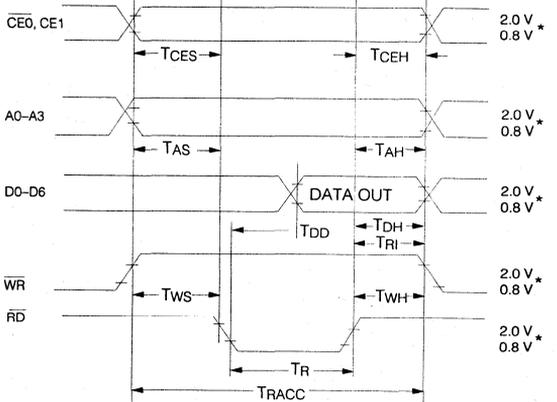 CE0, CE1 2.0 V
0.8 V *
TCES TCEH
A0–A3 2.0 V
0.8 V *
TAS TAH
D0–D6 DATA OUT 2.0 V
0.8 V *
TDD TDH
TRI
WR 2.0 V
0.8 V *
TWS TWH
RD 2.0 V
0.8 V *
TR
TRACC